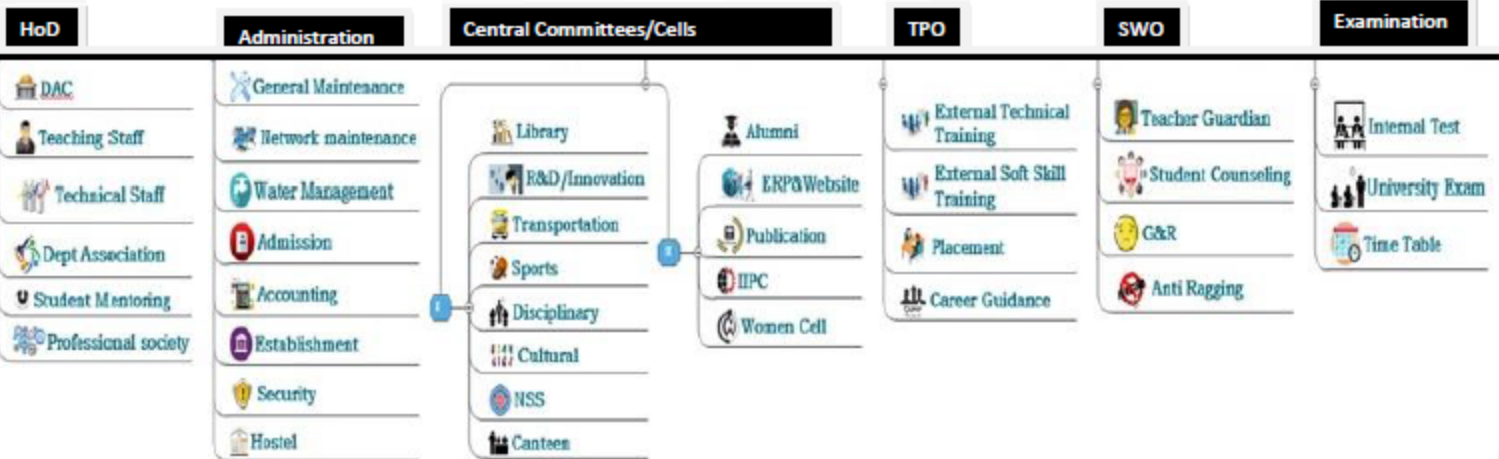 HoD
Administration
Central Committees/Cells
TPO
SWO
Examination
DAC
Teaching Staff
Technical Staff
Dept Association
Student Mentoring
Professional society
General Maintenance
Network maintenance
Water Management
Admission
Accounting
Establishment
Security
Hostel
Library
R&D/Innovation
Transportation
Sports
Disciplinary
Cultural
NSS
Canteen
Alumni
ERP&Website
Publication
IIPC
Women Cell
External Technical
Training
External Soft Skill
Training
Placement
Career Guidance
Teacher Guardian
Student Counseling
G&R
Anti Ragging
Internal Test
University Exam
Time Table